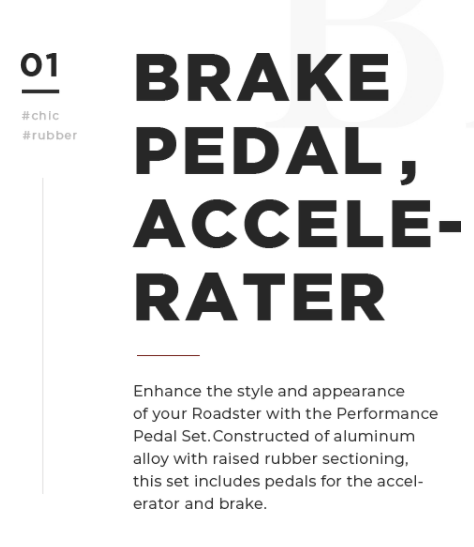 01
#chic
#rubber
BRAKE
PEDAL ,
ACCELE-
RATER
Enhance the style and appearance
of your Roadster with the Performance
Pedal Set. Constructed of aluminum
alloy with raised rubber sectioning,
this set includes pedals for the accel-
erator and brake.